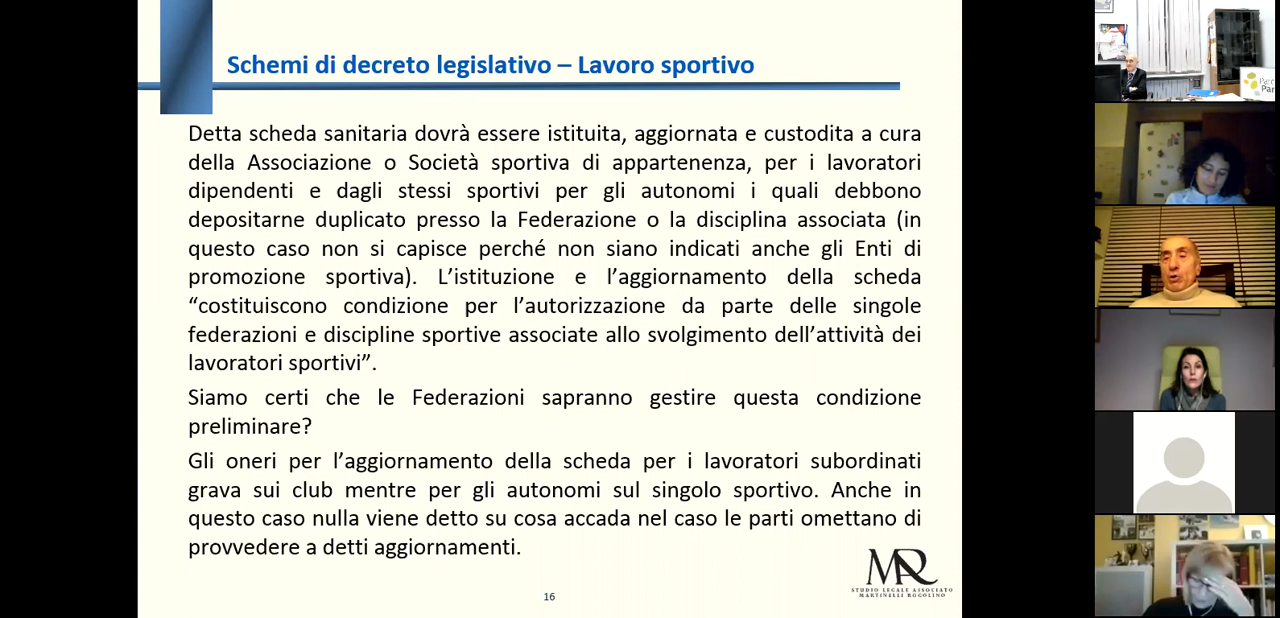 Schemi di decreto legislativo – Lavoro sportivo
Detta scheda sanitaria dovrà essere istituita, aggiornata e custodita a cura
della Associazione o Società sportiva di appartenenza, per i lavoratori
dipendenti e dagli stessi sportivi per gli autonomi i quali debbono
depositarne duplicato presso la Federazione o la disciplina associata (in
questo caso non si capisce perché non siano indicati anche gli Enti di
promozione sportiva). L’istituzione e l’aggiornamento della scheda
“costituiscono condizione per l’autorizzazione da parte delle singole
federazioni e discipline sportive associate allo svolgimento dell’attività dei
lavoratori sportivi”.
Siamo certi che le Federazioni sapranno gestire questa condizione
preliminare?
Gli oneri per l’aggiornamento della scheda per i lavoratori subordinati
grava sui club mentre per gli autonomi sul singolo sportivo. Anche in
questo caso nulla viene detto su cosa accada nel caso le parti omettano di
provvedere a detti aggiornamenti.
MR
STUDIO LEGALE ASSOCIATO
MARTINELLI ROGOLINO
16